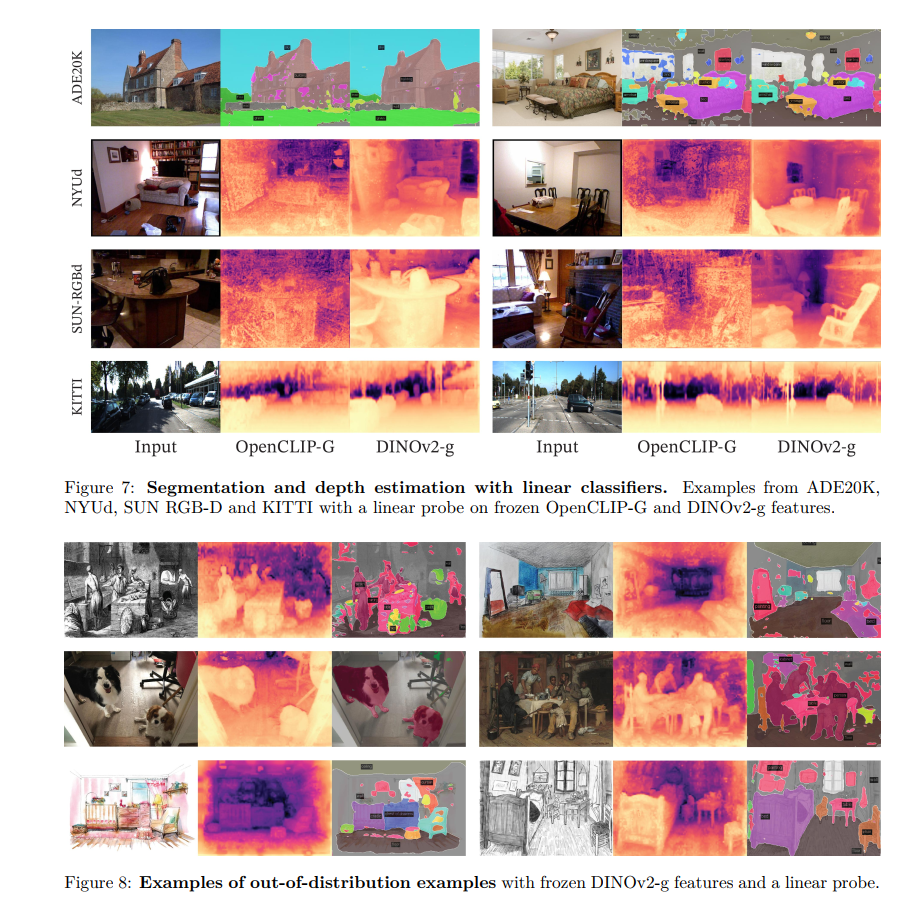 ADE20K
NYUd
SUN-RGBd
KITTI
Input OpenCLIP-G DINOv2-g Input OpenCLIP-G DINOv2-g
Figure 7: Segmentation and depth estimation with linear classifiers. Examples from ADE20K,
NYUd, SUN RGB-D and KITTI with a linear probe on frozen OpenCLIP-G and DINOv2-g features.
Figure 8: Examples of out-of-distribution examples with frozen DINOv2-g features and a linear probe.